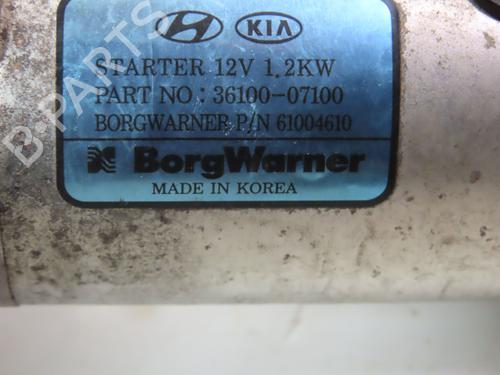 KIA
STARTER 12V 1.2KW
PART NO.: 36100-07100
BORGWARNER P/N 61004610
BorgWarner
MADE IN KOREA
B-PARTS